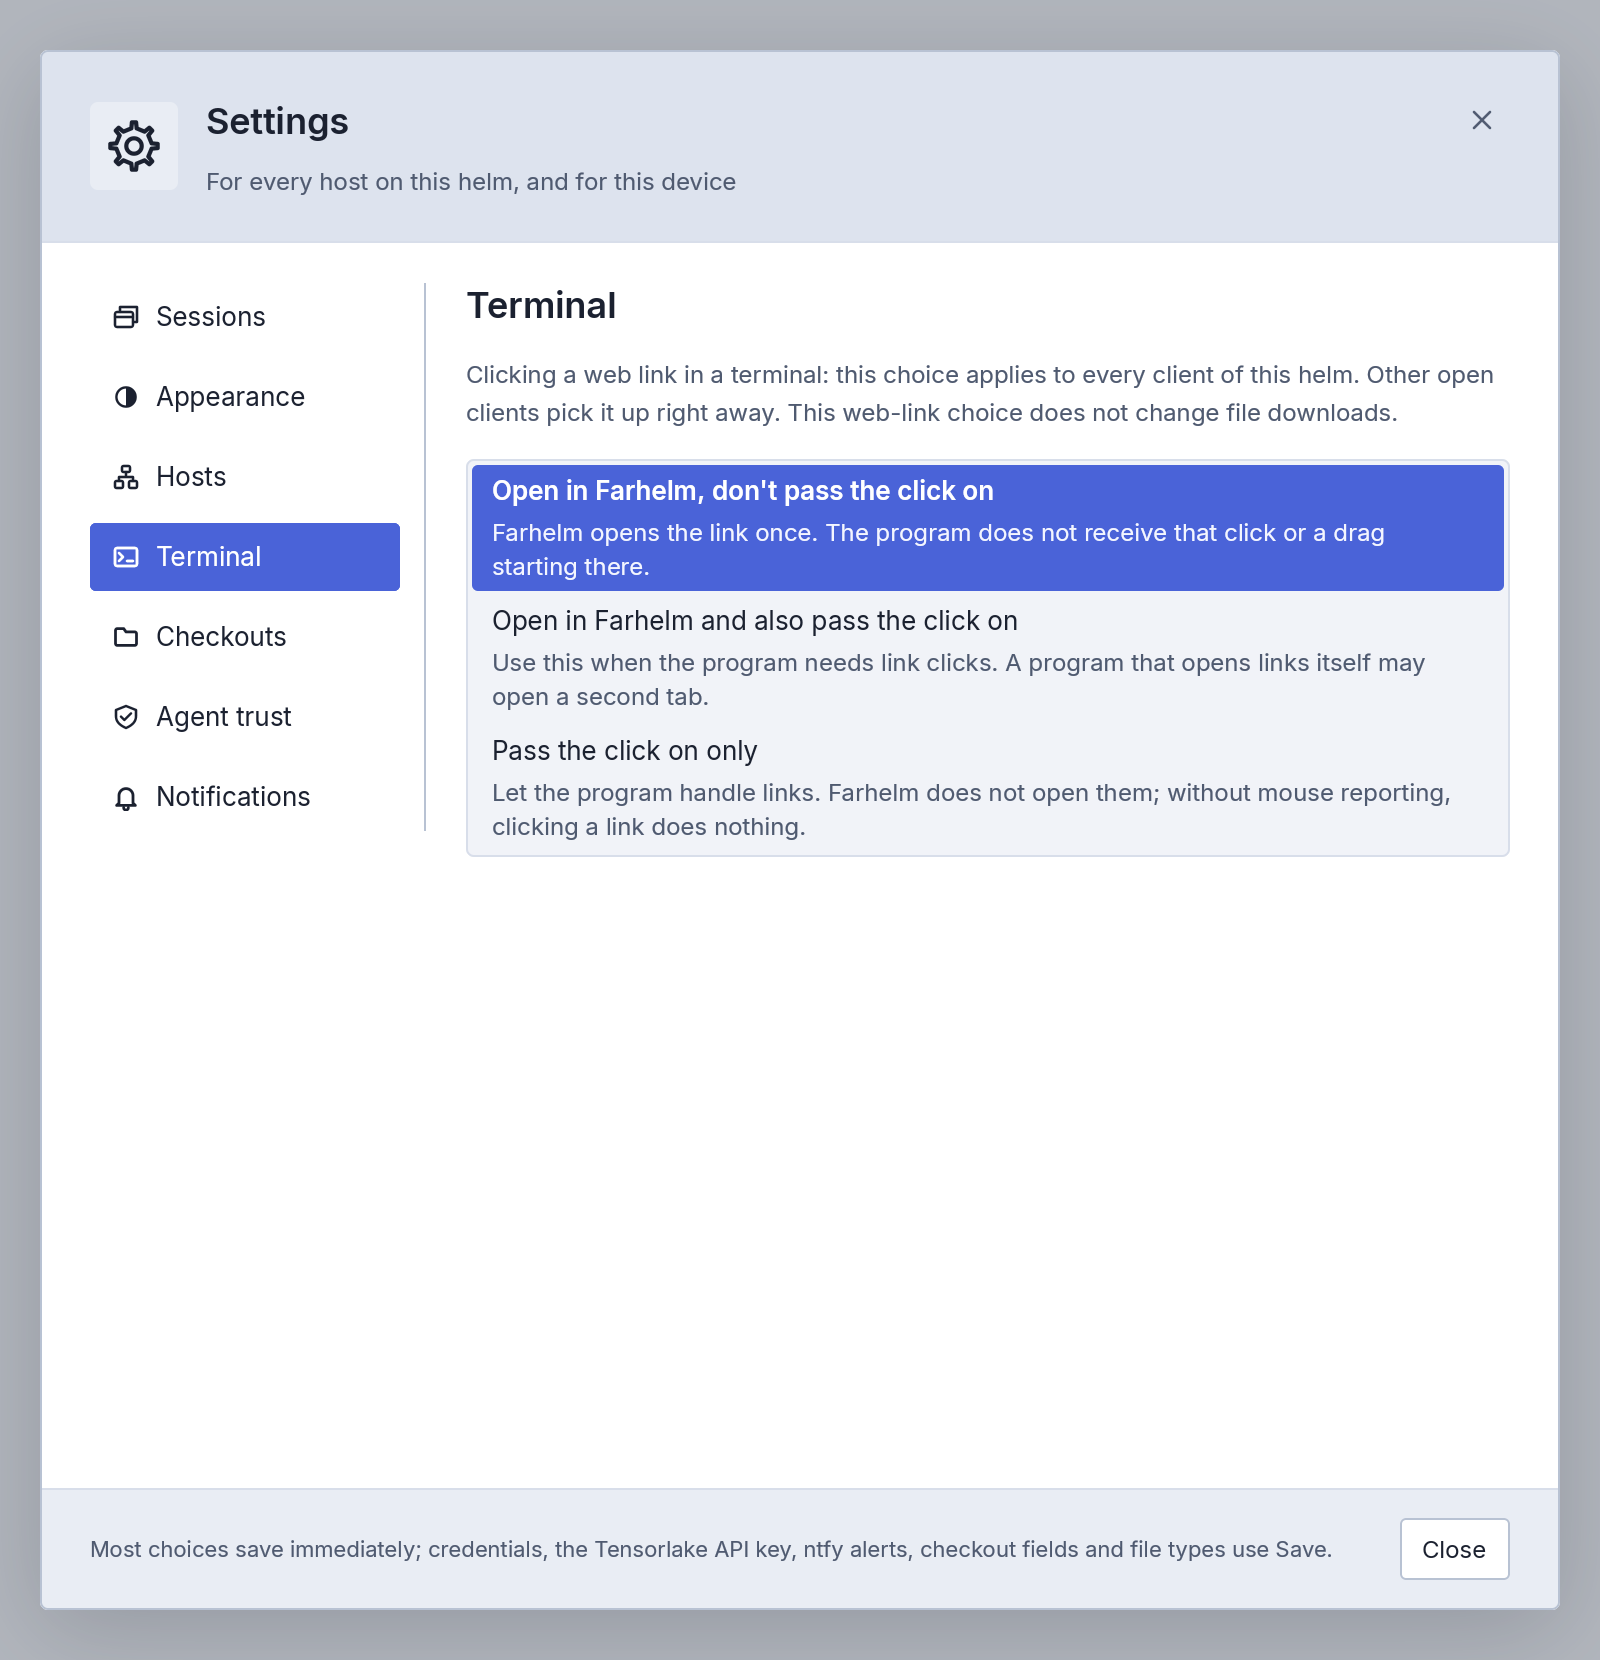 Settings
For every host on this helm, and for this device
Sessions
Appearance
Hosts
Terminal
Checkouts
Agent trust
Notifications
Terminal
Clicking a web link in a terminal: this choice applies to every client of this helm. Other open
clients pick it up right away. This web-link choice does not change file downloads.
Open in Farhelm, don't pass the click on
Farhelm opens the link once. The program does not receive that click or a drag
starting there.
Open in Farhelm and also pass the click on
Use this when the program needs link clicks. A program that opens links itself may
open a second tab.
Pass the click on only
Let the program handle links. Farhelm does not open them; without mouse reporting,
clicking a link does nothing.
Most choices save immediately; credentials, the Tensorlake API key, ntfy alerts, checkout fields and file types use Save.
Close